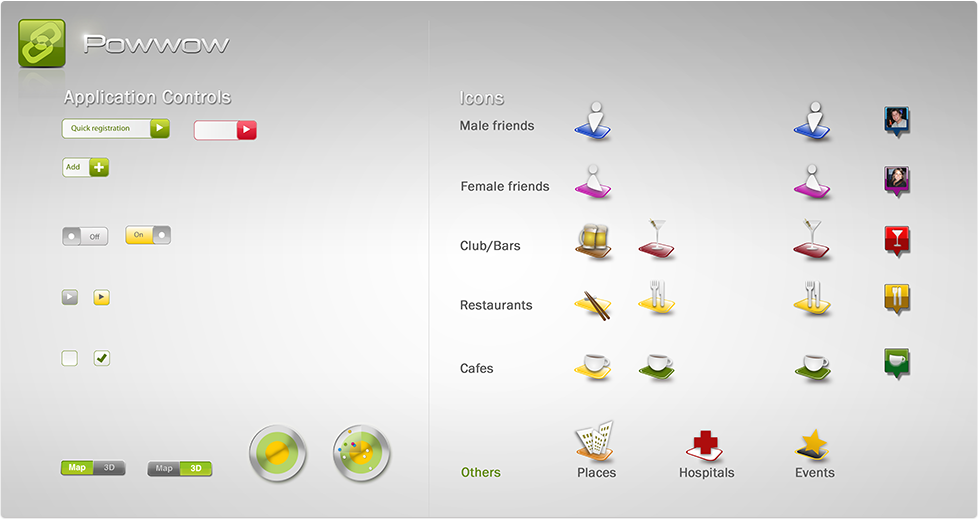 Powwow
Application Controls
Quick registration
Add
Off
On
Map 3D
Map 3D
Icons
Male friends
Female friends
Club/Bars
Restaurants
Cafes
Others
Places
Hospitals
Events